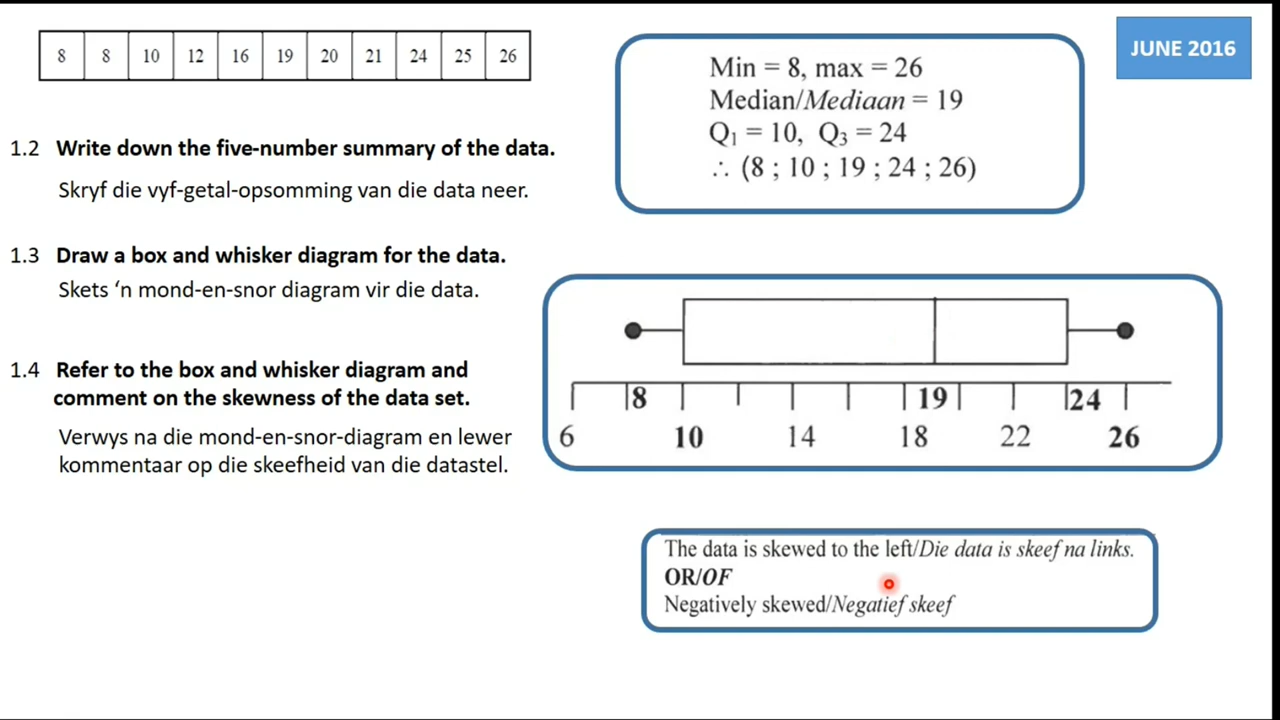 8 8 10 12 16 19 20 21 24 25 26
JUNE 2016
Min = 8, max = 26
Median/Mediaan = 19
Q₁ = 10, Q₃ = 24
∴ (8 ; 10 ; 19 ; 24 ; 26)
1.2 Write down the five-number summary of the data.
Skryf die vyf-getal-opsomming van die data neer.
1.3 Draw a box and whisker diagram for the data.
Skets ‘n mond-en-snor diagram vir die data.
1.4 Refer to the box and whisker diagram and
comment on the skewness of the data set.
Verwys na die mond-en-snor-diagram en lewer
kommentaar op die skeefheid van die datastel.
8 19 24
6 10 14 18 22 26
The data is skewed to the left/Die data is skeef na links.
OR/OF
Negatively skewed/Negatief skeef